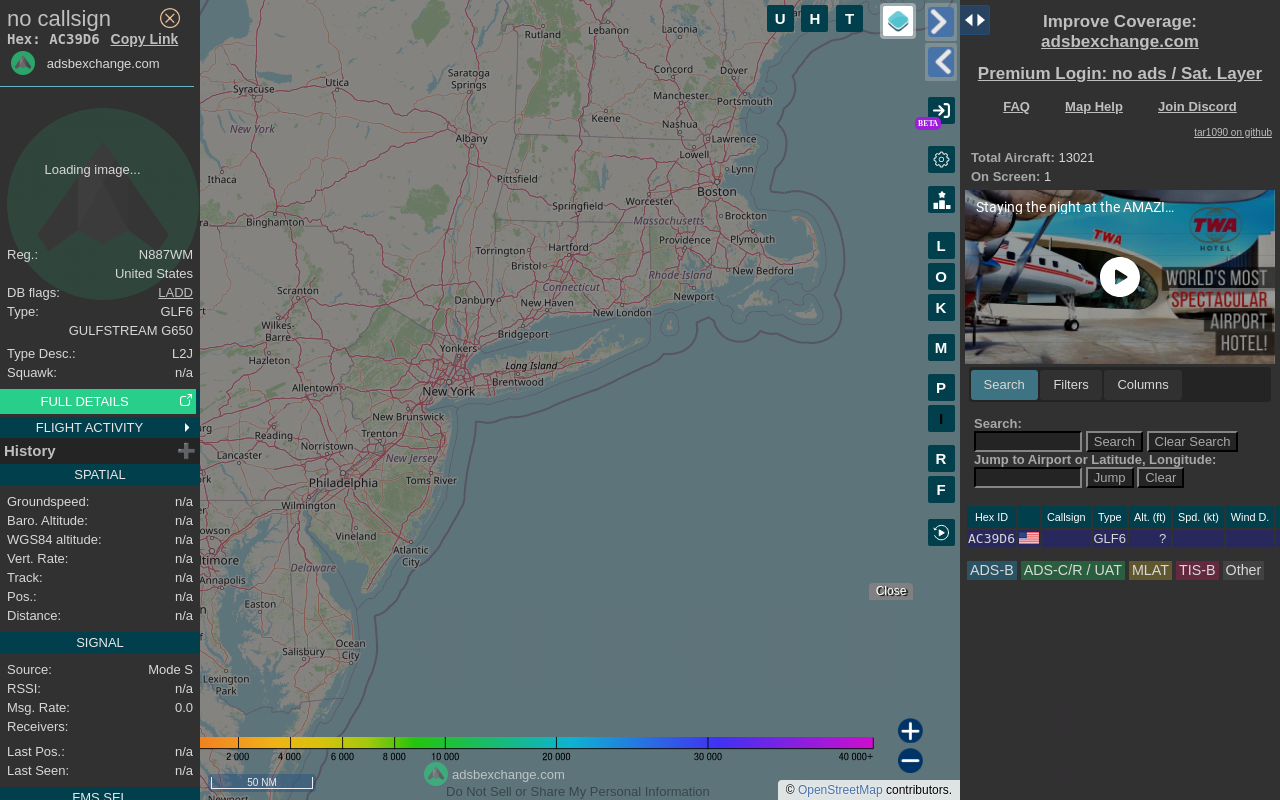 no callsign
Hex: AC39D6 Copy Link
adsbexchange.com
Loading image...
Reg.: N887WM
United States
DB flags: LADD
Type: GLF6
GULFSTREAM G650
Type Desc.: L2J
Squawk: n/a
FULL DETAILS
FLIGHT ACTIVITY
History
SPATIAL
Groundspeed: n/a
Baro. Altitude: n/a
WGS84 altitude: n/a
Vert. Rate: n/a
Track: n/a
Pos.: n/a
Distance: n/a
SIGNAL
Source: Mode S
RSSI: n/a
Msg. Rate: 0.0
Receivers:
Last Pos.: n/a
Last Seen: n/a
FMS SEL
Rutland
Lebanon
Laconia
Utica
Syracuse
Saratoga
Springs
Concord
Dover
Manchester
Portsmouth
Keene
Nashua
New York
Albany
Lawrence
Lowell
Lynn
Ithaca
Pittsfield
Boston
Springfield
Worcester
Brockton
Binghamton
Massachusetts
Torrington
Hartford
Providence
Plymouth
Bristol
New Bedford
Rhode Island
Connecticut
Scranton
Danbury
New Haven
Newport
New London
Wilkes-
Barre
Bridgeport
Yonkers
Hazleton
Long Island
Allentown
Brentwood
New York
New Brunswick
Reading
Trenton
Norristown
Lancaster
New Jersey
Philadelphia
Toms River
Wilmington
Vineland
Atlantic
City
Annapolis
Delaware
Easton
Ocean
City
Salisbury
Lexington
Park
2 000 4 000 6 000 8 000 10 000 20 000 30 000 40 000+
50 NM
adsbexchange.com
Do Not Sell or Share My Personal Information
© OpenStreetMap contributors.
U H T
BETA
L
O
K
M
P
I
R
F
Close
Improve Coverage:
adsbexchange.com
Premium Login: no ads / Sat. Layer
FAQ Map Help Join Discord
tar1090 on github
Total Aircraft: 13021
On Screen: 1
Staying the night at the AMAZI...
TWA
TWA
HOTEL
WORLD'S MOST
SPECTACULAR
AIRPORT
HOTEL!
Search Filters Columns
Search:
Search Clear Search
Jump to Airport or Latitude, Longitude:
Jump Clear
Hex ID Callsign Type Alt. (ft) Spd. (kt) Wind D.
AC39D6 GLF6 ?
ADS-B ADS-C/R / UAT MLAT TIS-B Other